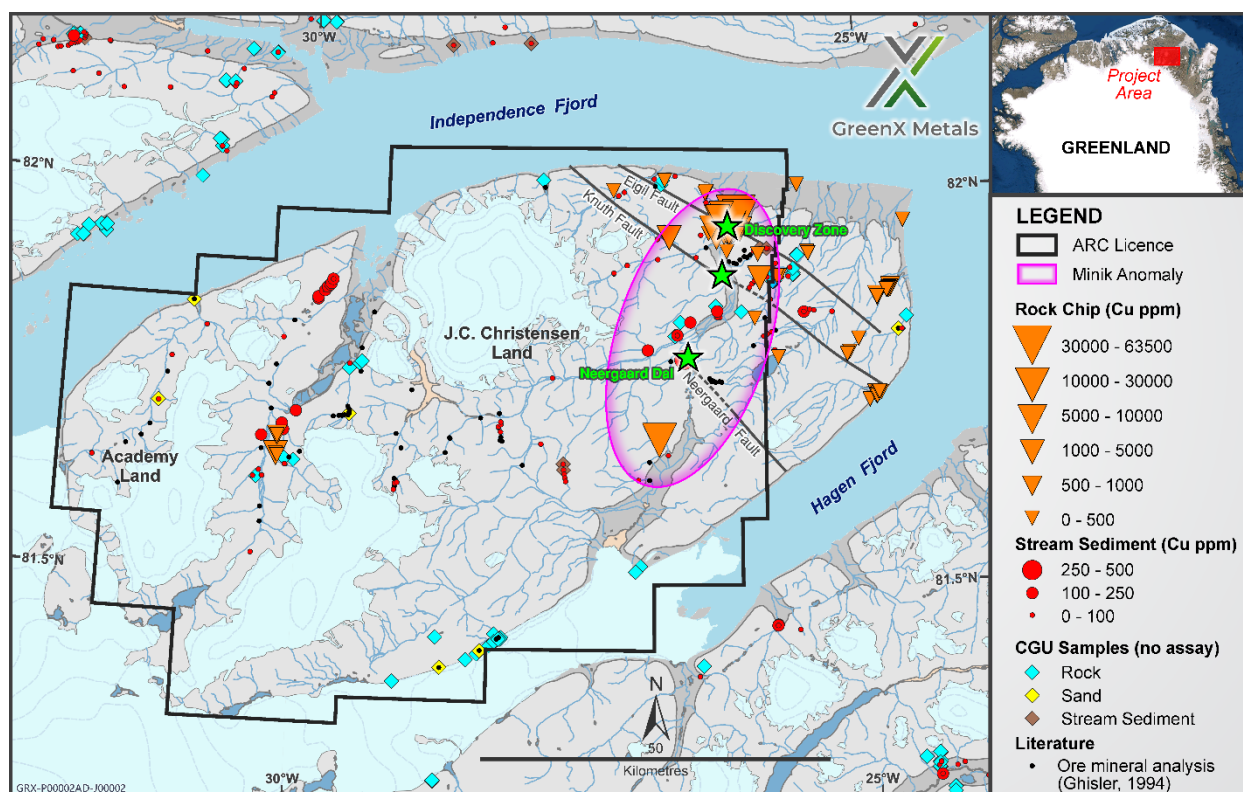 30°W
25°W
Independence Fjord
GreenX Metals
82°N
82°N
Eigil Fault
Knuth Fault
Discovery Zone
J.C. Christensen
Land
Neergaard Dal
Neergaard Fault
Academy
Land
Hagen Fjord
81.5°N
81.5°N
N
50
Kilometres
30°W
25°W
GRX-P00002AD-J00002
Project
Area
GREENLAND
LEGEND
ARC Licence
Minik Anomaly
Rock Chip (Cu ppm)
30000 - 63500
10000 - 30000
5000 - 10000
1000 - 5000
500 - 1000
0 - 500
Stream Sediment (Cu ppm)
250 - 500
100 - 250
0 - 100
CGU Samples (no assay)
Rock
Sand
Stream Sediment
Literature
Ore mineral analysis
(Ghisler, 1994)